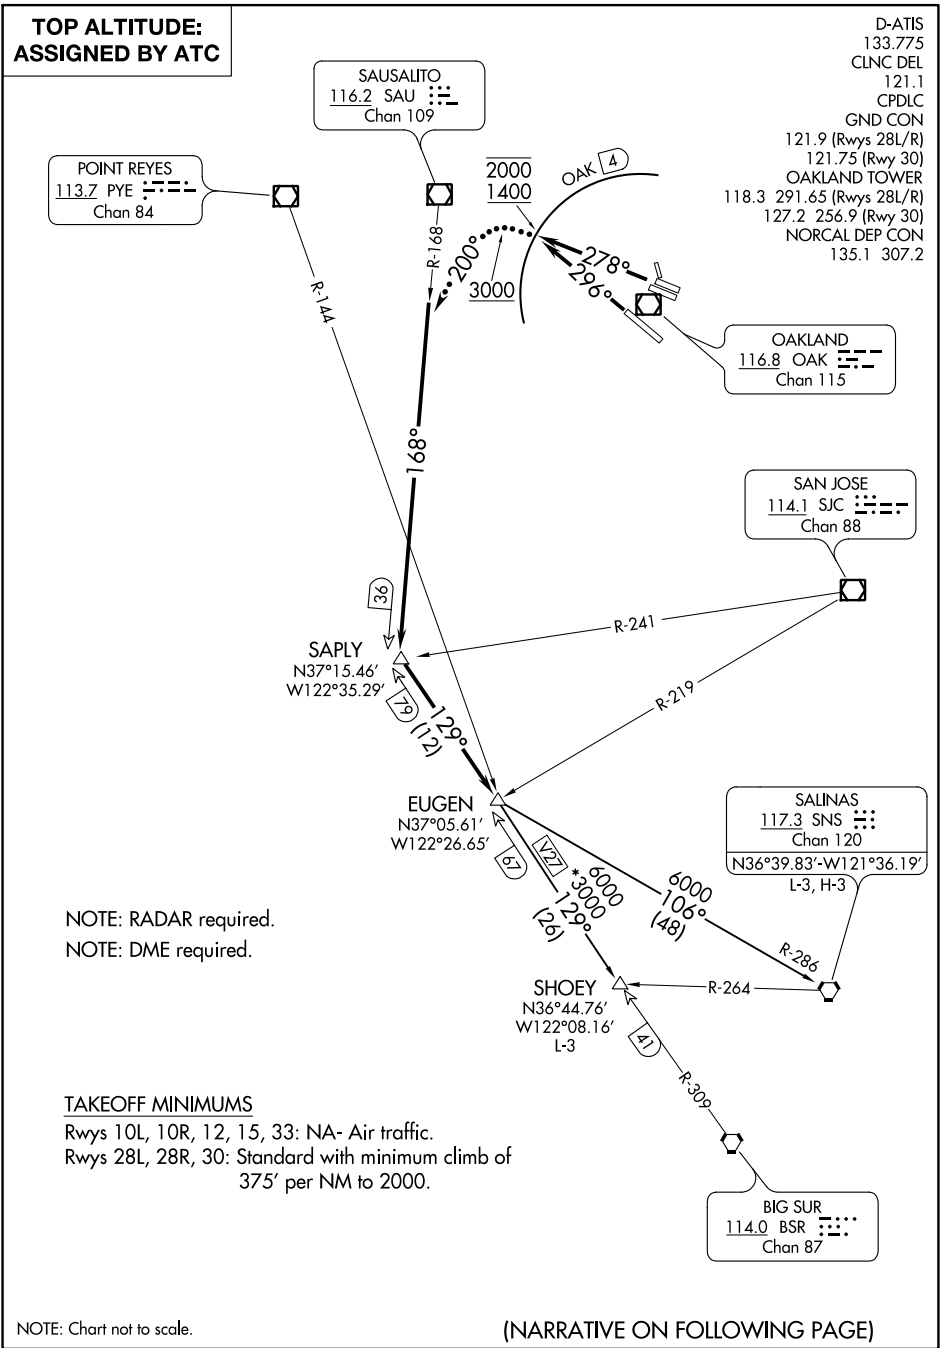 TOP ALTITUDE:
ASSIGNED BY ATC
D-ATIS
133.775
CLNC DEL
121.1
CPDLC
GND CON
121.9 (Rwys 28L/R)
121.75 (Rwy 30)
OAKLAND TOWER
118.3 291.65 (Rwys 28L/R)
127.2 256.9 (Rwy 30)
NORCAL DEP CON
135.1 307.2
SAUSALITO
116.2 SAU
Chan 109
POINT REYES
113.7 PYE
Chan 84
2000
1400
OAK 4
R-168
200°
3000
278°
296°
R-144
OAKLAND
116.8 OAK
Chan 115
168°
SAN JOSE
114.1 SJC
Chan 88
36
R-241
SAPLY
N37°15.46'
W122°35.29'
79
129°
(12)
R-219
EUGEN
N37°05.61'
W122°26.65'
67
V27
6000
*3000
129°
(26)
6000
106°
(48)
SALINAS
117.3 SNS
Chan 120
N36°39.83'-W121°36.19'
L-3, H-3
R-286
R-264
SHOEY
N36°44.76'
W122°08.16'
L-3
41
R-309
NOTE: RADAR required.
NOTE: DME required.
TAKEOFF MINIMUMS
Rwys 10L, 10R, 12, 15, 33: NA- Air traffic.
Rwys 28L, 28R, 30: Standard with minimum climb of
375' per NM to 2000.
BIG SUR
114.0 BSR
Chan 87
NOTE: Chart not to scale.
(NARRATIVE ON FOLLOWING PAGE)